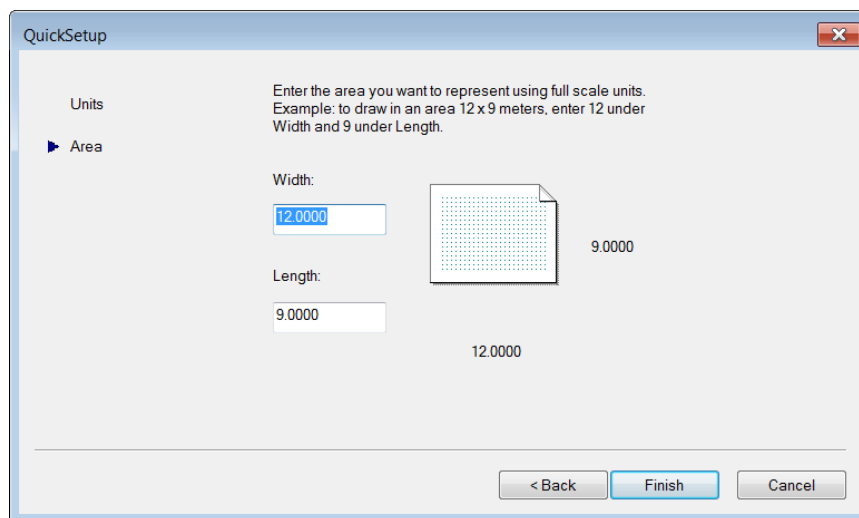 QuickSetup
Units
Area
Enter the area you want to represent using full scale units.
Example: to draw in an area 12 x 9 meters, enter 12 under
Width and 9 under Length.
Width:
12.0000
9.0000
Length:
9.0000
12.0000
< Back
Finish
Cancel